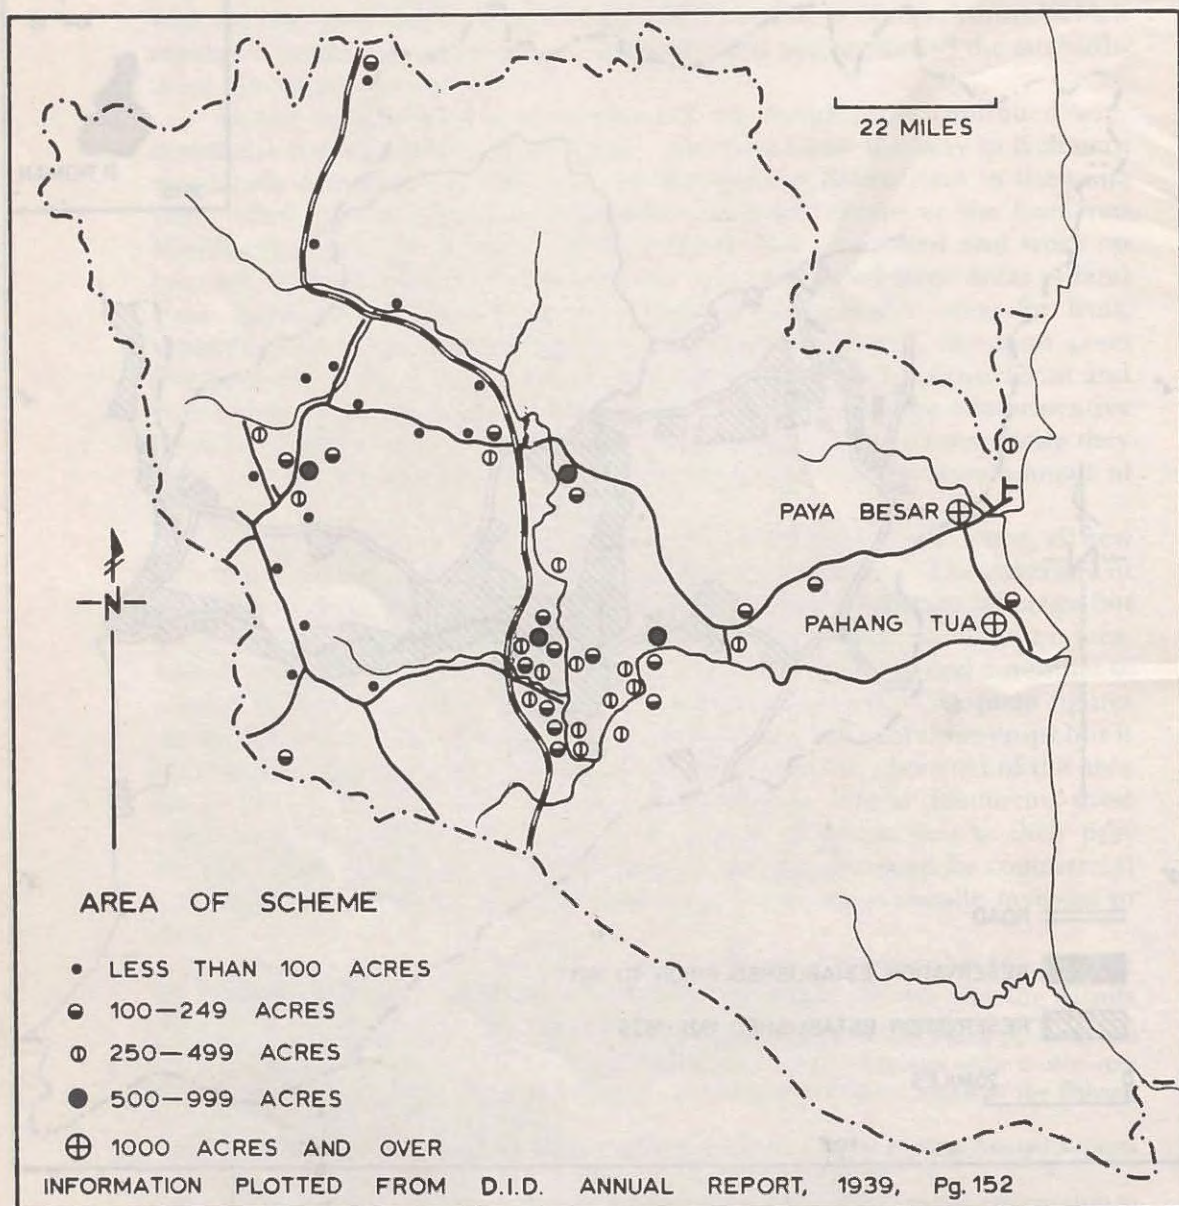 22 MILES
PAYA BESAR
PAHANG TUA
N
AREA OF SCHEME
LESS THAN 100 ACRES
100—249 ACRES
250—499 ACRES
500—999 ACRES
1000 ACRES AND OVER
INFORMATION PLOTTED FROM D.I.D. ANNUAL REPORT, 1939, Pg. 152